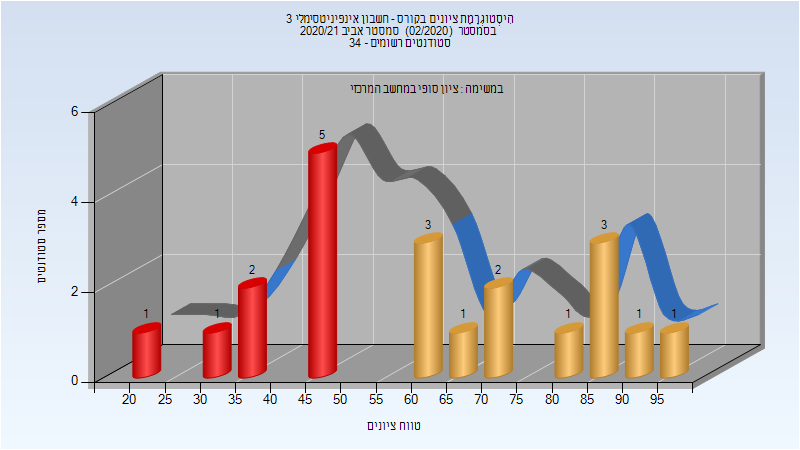 היסטוגרמת ציונים בקורס - חשבון אינפיניטסימלי 3
בסמסטר (02/2020) סמסטר אביב 2020/21
סטודנטים רשומים - 34
במשימה : ציון סופי במחשב המרכזי
6
4
2
0
מספר סטודנטים
1
1
2
5
3
1
2
1
3
1
1
20 25 30 35 40 45 50 55 60 65 70 75 80 85 90 95
טווח ציונים